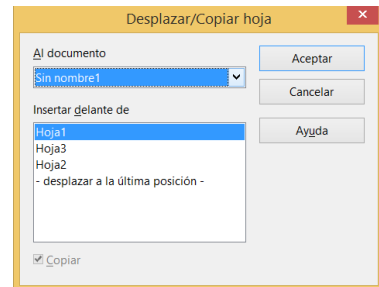 Desplazar/Copiar hoja
Al documento
Sin nombre1
Insertar delante de
Hoja1
Hoja3
Hoja2
- desplazar a la última posición -
Copiar
Aceptar
Cancelar
Ayuda